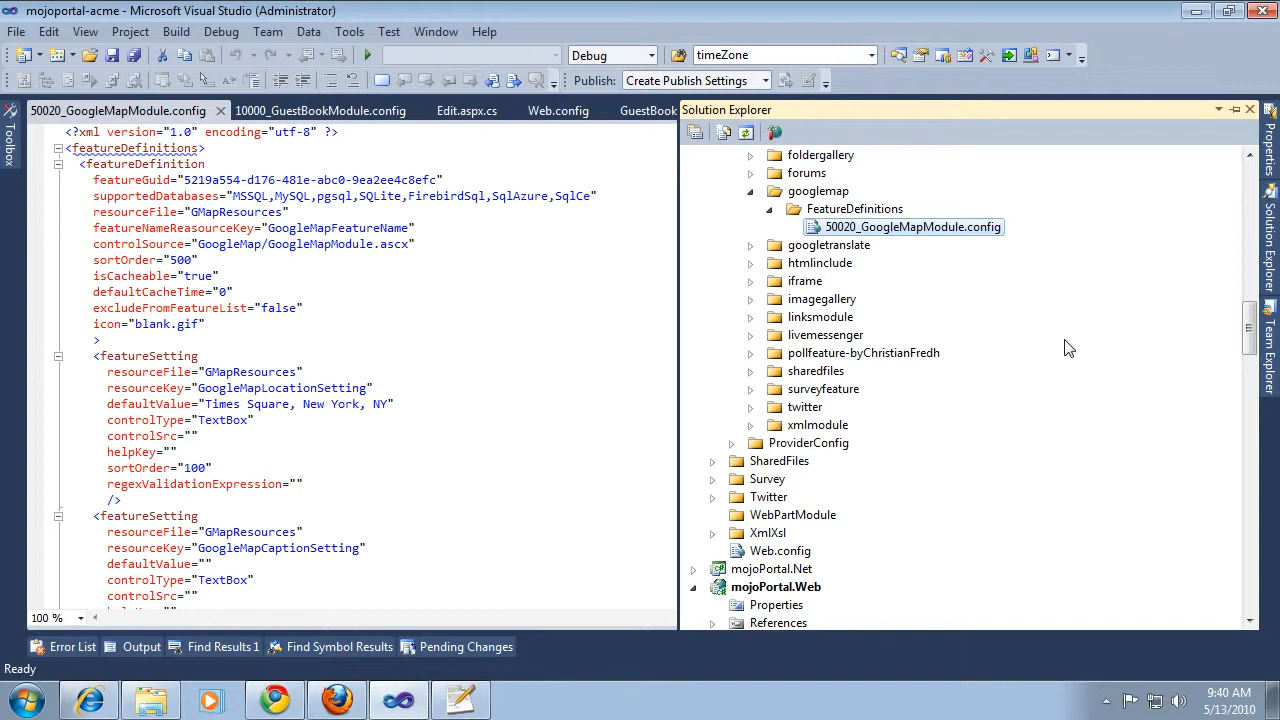 mojoportal-acme - Microsoft Visual Studio (Administrator)
File Edit View Project Build Debug Team Data Tools Test Window Help
Debug timeZone
Publish: Create Publish Settings
50020_GoogleMapModule.config 10000_GuestBookModule.config Edit.aspx.cs Web.config GuestBook
Toolbox
<?xml version="1.0" encoding="utf-8" ?>
<featureDefinitions>
<featureDefinition
featureGuid="5219a554-d176-481e-abc0-9ea2ee4c8efc"
supportedDatabases="MSSQL,MySQL,pgsql,SQLite,FirebirdSql,SqlAzure,SqlCe"
resourceFile="GMapResources"
featureNameReasourceKey="GoogleMapFeatureName"
controlSource="GoogleMap/GoogleMapModule.ascx"
sortOrder="500"
isCacheable="true"
defaultCacheTime="0"
excludeFromFeatureList="false"
icon="blank.gif"
>
<featureSetting
resourceFile="GMapResources"
resourceKey="GoogleMapLocationSetting"
defaultValue="Times Square, New York, NY"
controlType="TextBox"
controlSrc=""
helpKey=""
sortOrder="100"
regexValidationExpression=""
/>
<featureSetting
resourceFile="GMapResources"
resourceKey="GoogleMapCaptionSetting"
defaultValue=""
controlType="TextBox"
controlSrc=""
100 %
Solution Explorer
foldergallery
forums
googlemap
FeatureDefinitions
50020_GoogleMapModule.config
googletranslate
htmlinclude
iframe
imagegallery
linksmodule
livemessenger
pollfeature-byChristianFredh
sharedfiles
surveyfeature
twitter
xmlmodule
ProviderConfig
SharedFiles
Survey
Twitter
WebPartModule
XmlXsl
Web.config
mojoPortal.Net
mojoPortal.Web
Properties
References
Properties
Solution Explorer
Team Explorer
Error List Output Find Results 1 Find Symbol Results Pending Changes
Ready
9:40 AM
5/13/2010